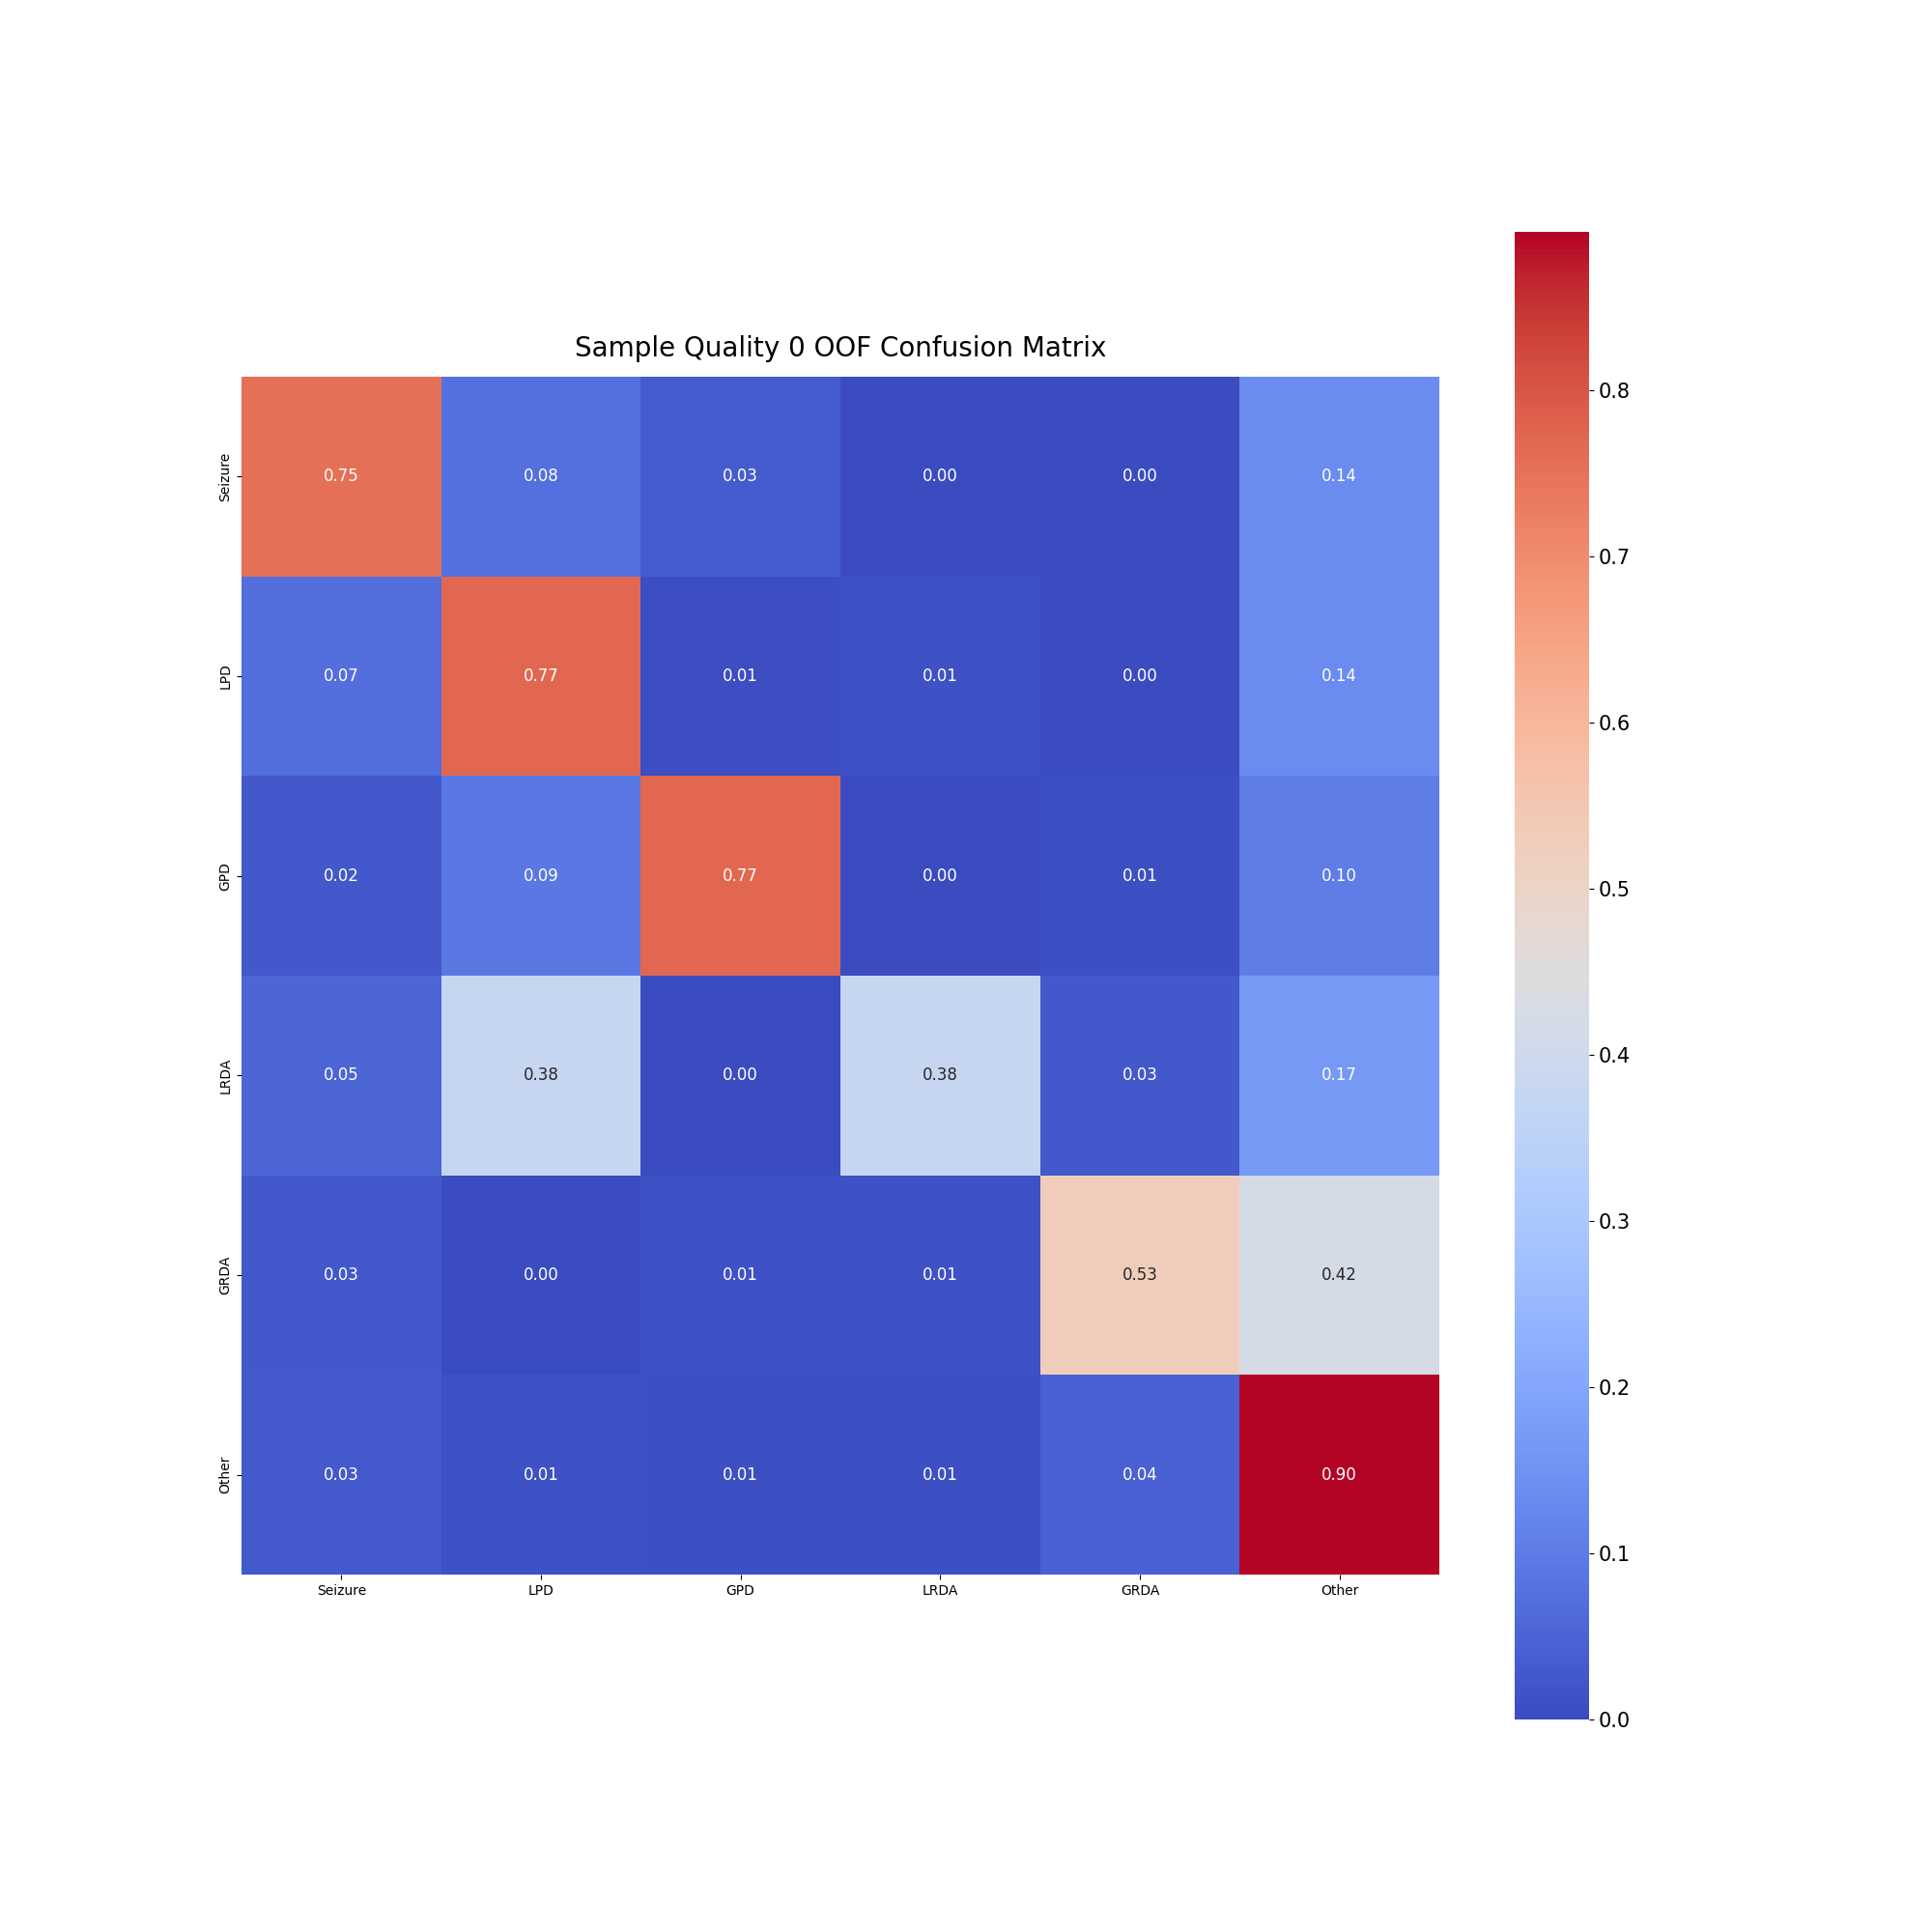 Sample Quality 0 OOF Confusion Matrix
Seizure 0.75 0.08 0.03 0.00 0.00 0.14
LPD 0.07 0.77 0.01 0.01 0.00 0.14
GPD 0.02 0.09 0.77 0.00 0.01 0.10
LRDA 0.05 0.38 0.00 0.38 0.03 0.17
GRDA 0.03 0.00 0.01 0.01 0.53 0.42
Other 0.03 0.01 0.01 0.01 0.04 0.90
Seizure LPD GPD LRDA GRDA Other
0.8
0.7
0.6
0.5
0.4
0.3
0.2
0.1
0.0